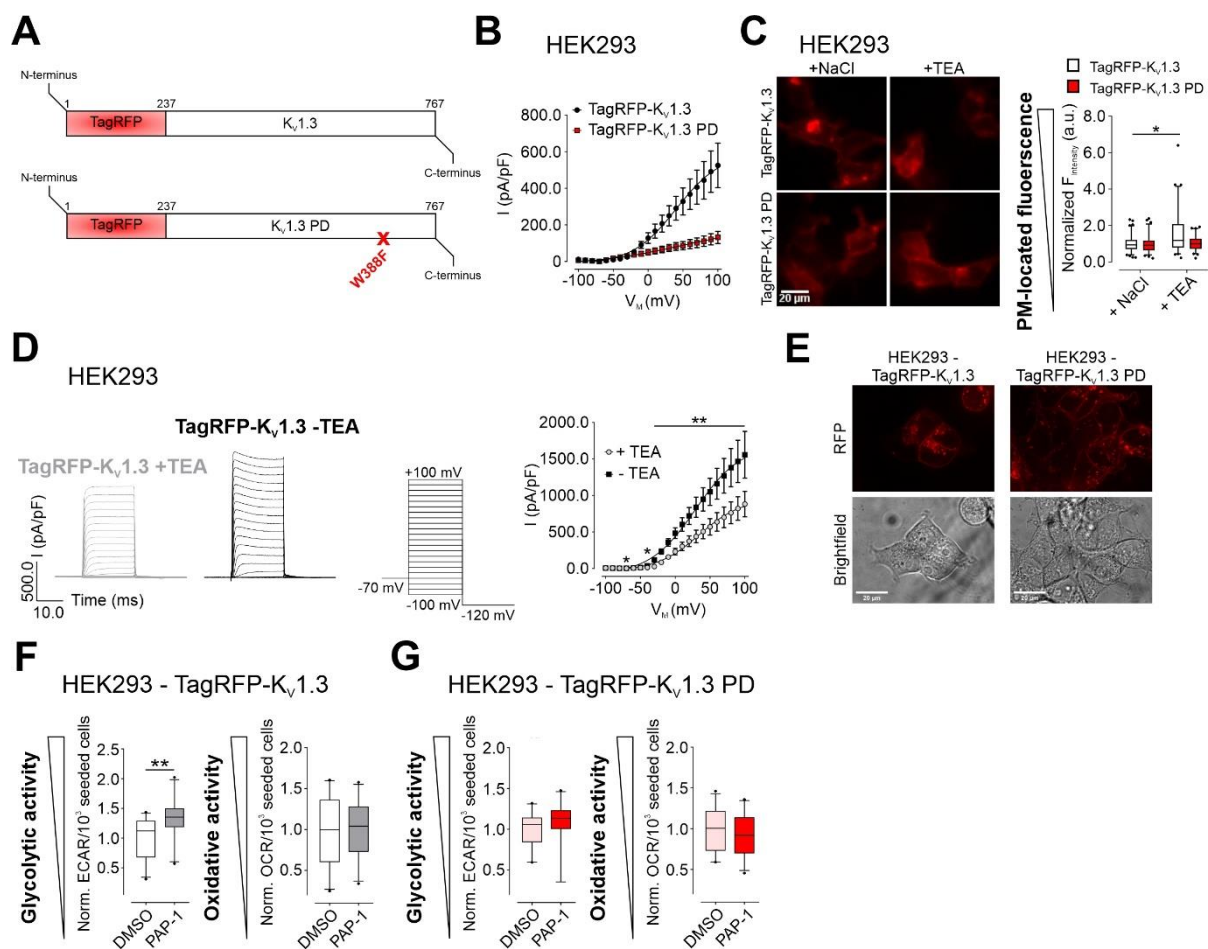 A
N-terminus
1
237
767
TagRFP
Kv1.3
C-terminus
N-terminus
1
237
767
TagRFP
Kv1.3 PD
X
W388F
C-terminus
B
HEK293
TagRFP-Kv1.3
TagRFP-Kv1.3 PD
I (pA/pF)
800.0
600.0
400.0
200.0
0
-100 -50 0 50 100
VM (mV)
C
HEK293
+NaCl
+TEA
TagRFP-Kv1.3
TagRFP-Kv1.3 PD
20 µm
TagRFP-Kv1.3
TagRFP-Kv1.3 PD
PM-located fluoerscence
Normalized Fintensity (a.u.)
8.0
6.0
4.0
2.0
0.0
*
+ NaCl
+ TEA
D
HEK293
TagRFP-Kv1.3 -TEA
TagRFP-Kv1.3 +TEA
I (pA/pF)
500.0
10.0
Time (ms)
+100 mV
-70 mV
-100 mV
-120 mV
I (pA/pF)
2000.0
1500.0
1000.0
500.0
0.0
+ TEA
- TEA
**
* *
-100 -50 0 50 100
VM (mV)
E
HEK293 -
TagRFP-Kv1.3
HEK293 -
TagRFP-Kv1.3 PD
RFP
Brightfield
20 µm
20 µm
F
HEK293 - TagRFP-Kv1.3
Glycolytic activity
Norm. ECAR/10³ seeded cells
2.5
2.0
1.5
1.0
0.5
**
DMSO
PAP-1
Oxidative activity
Norm. OCR/10³ seeded cells
2.0
1.5
1.0
0.5
DMSO
PAP-1
G
HEK293 - TagRFP-Kv1.3 PD
Glycolytic activity
Norm. ECAR/10³ seeded cells
2.0
1.5
1.0
0.5
DMSO
PAP-1
Oxidative activity
Norm. OCR/10³ seeded cells
2.0
1.5
1.0
0.5
DMSO
PAP-1